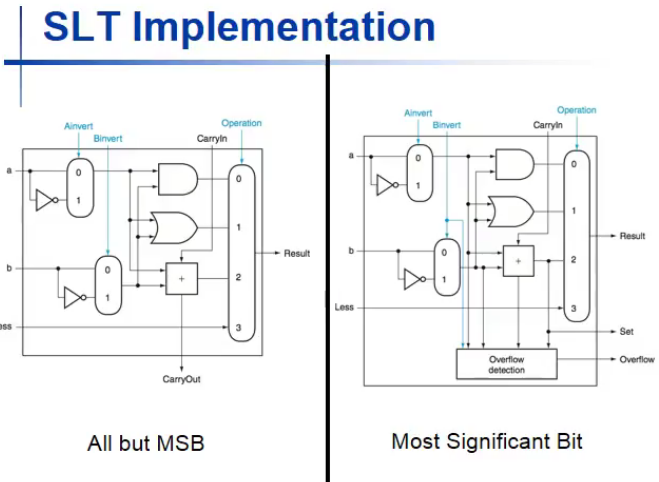 SLT Implementation
Ainvert
Binvert
CarryIn
Operation
a
0
1
0
1
Result
b
0
1
+
2
ess
3
CarryOut
All but MSB
Ainvert
Binvert
CarryIn
Operation
a
0
1
0
1
Result
b
0
1
+
2
Less
3
Set
Overflow
detection
Overflow
Most Significant Bit